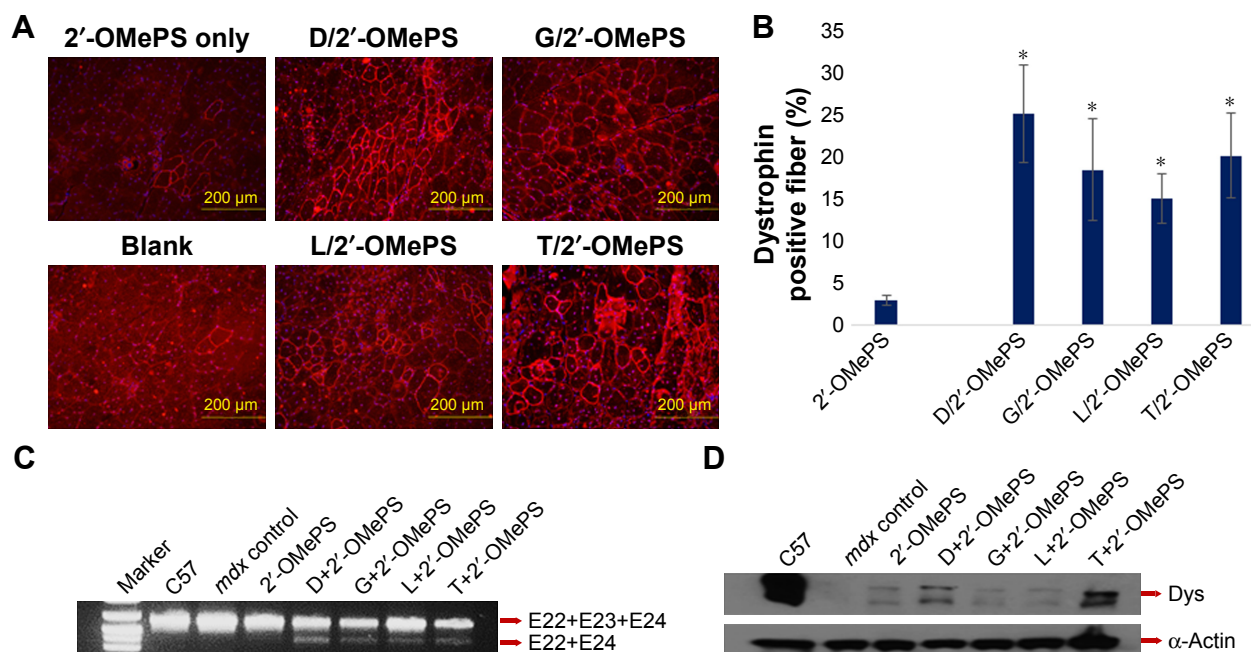 A
2′-OMePS only
D/2′-OMePS
G/2′-OMePS
200 µm
200 µm
200 µm
Blank
L/2′-OMePS
T/2′-OMePS
200 µm
200 µm
200 µm
B
Dystrophin
positive fiber (%)
35
30
25
20
15
10
5
0
*
*
*
*
2′-OMePS
D/2′-OMePS
G/2′-OMePS
L/2′-OMePS
T/2′-OMePS
C
Marker
C57
mdx control
2′-OMePS
D+2′-OMePS
G+2′-OMePS
L+2′-OMePS
T+2′-OMePS
E22+E23+E24
E22+E24
D
C57
mdx control
2′-OMePS
D+2′-OMePS
G+2′-OMePS
L+2′-OMePS
T+2′-OMePS
Dys
α-Actin